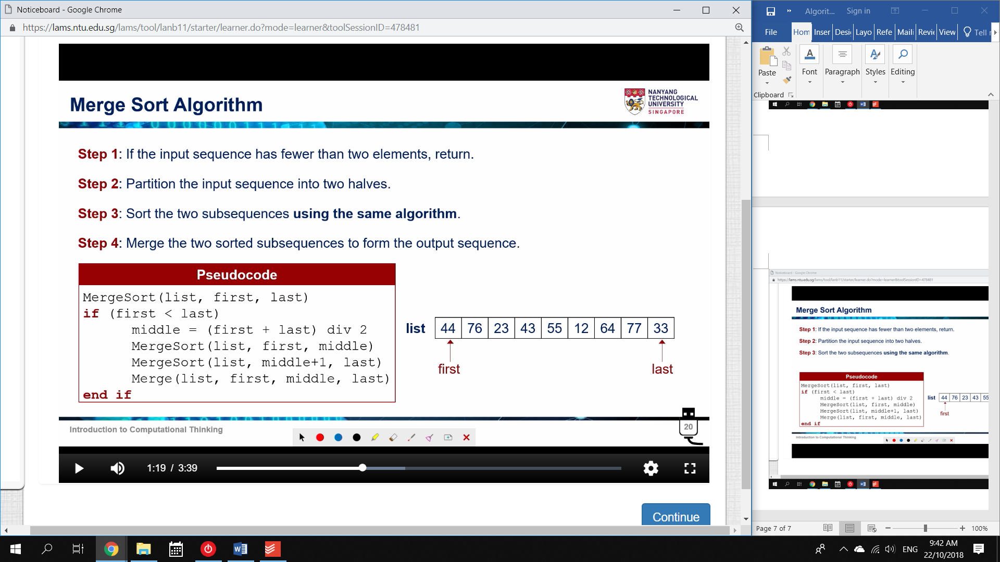 Noticeboard - Google Chrome
https://lams.ntu.edu.sg/lams/tool/lanb11/starter/learner.do?mode=learner&toolSessionID=478481
Merge Sort Algorithm
NANYANG
TECHNOLOGICAL
UNIVERSITY
SINGAPORE
Step 1: If the input sequence has fewer than two elements, return.
Step 2: Partition the input sequence into two halves.
Step 3: Sort the two subsequences using the same algorithm.
Step 4: Merge the two sorted subsequences to form the output sequence.
Pseudocode
MergeSort(list, first, last)
if (first < last)
middle = (first + last) div 2
MergeSort(list, first, middle)
MergeSort(list, middle+1, last)
Merge(list, first, middle, last)
end if
list 44 76 23 43 55 12 64 77 33
first last
Introduction to Computational Thinking
20
1:19 / 3:39
Continue
Algorit... Sign in
File Hom Inser Desi Layo Refe Maili Revie View Tell
Paste Font Paragraph Styles Editing
Clipboard
Noticeboard - Google Chrome
https://lams.ntu.edu.sg/lams/tool/lanb11/starter/learner.do?mode=learner&toolSessionID=478481
Merge Sort Algorithm
Step 1: If the input sequence has fewer than two elements, return.
Step 2: Partition the input sequence into two halves.
Step 3: Sort the two subsequences using the same algorithm.
Pseudocode
MergeSort(list, first, last)
if (first < last)
middle = (first + last) div 2
MergeSort(list, first, middle)
MergeSort(list, middle+1, last)
Merge(list, first, middle, last)
end if
list 44 76 23 43 55
first
Introduction to Computational Thinking
Page 7 of 7 100%
ENG
9:42 AM
22/10/2018